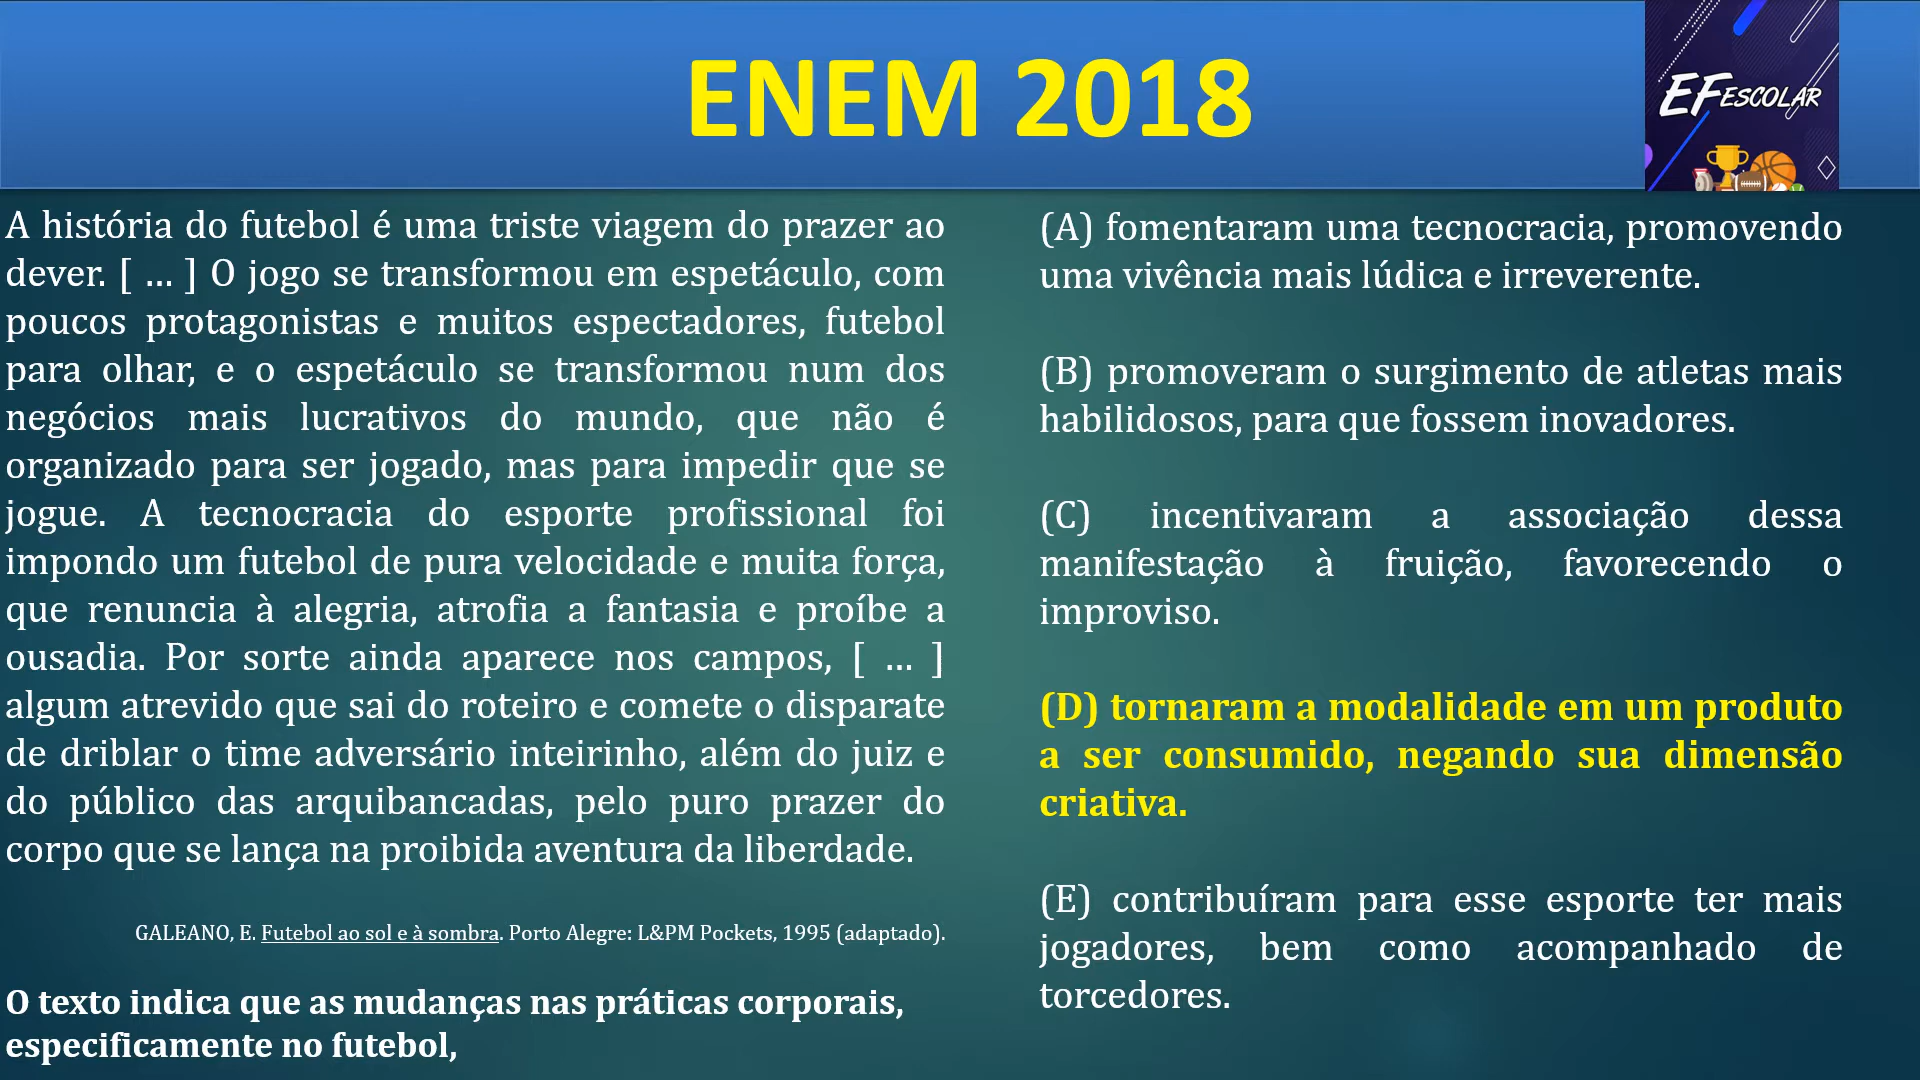 ENEM 2018
EF ESCOLAR
A história do futebol é uma triste viagem do prazer ao
dever. [ ... ] O jogo se transformou em espetáculo, com
poucos protagonistas e muitos espectadores, futebol
para olhar, e o espetáculo se transformou num dos
negócios mais lucrativos do mundo, que não é
organizado para ser jogado, mas para impedir que se
jogue. A tecnocracia do esporte profissional foi
impondo um futebol de pura velocidade e muita força,
que renuncia à alegria, atrofia a fantasia e proíbe a
ousadia. Por sorte ainda aparece nos campos, [ ... ]
algum atrevido que sai do roteiro e comete o disparate
de driblar o time adversário inteirinho, além do juiz e
do público das arquibancadas, pelo puro prazer do
corpo que se lança na proibida aventura da liberdade.
GALEANO, E. Futebol ao sol e à sombra. Porto Alegre: L&PM Pockets, 1995 (adaptado).
O texto indica que as mudanças nas práticas corporais,
especificamente no futebol,
(A) fomentaram uma tecnocracia, promovendo
uma vivência mais lúdica e irreverente.
(B) promoveram o surgimento de atletas mais
habilidosos, para que fossem inovadores.
(C) incentivaram a associação dessa
manifestação à fruição, favorecendo o
improviso.
(D) tornaram a modalidade em um produto
a ser consumido, negando sua dimensão
criativa.
(E) contribuíram para esse esporte ter mais
jogadores, bem como acompanhado de
torcedores.